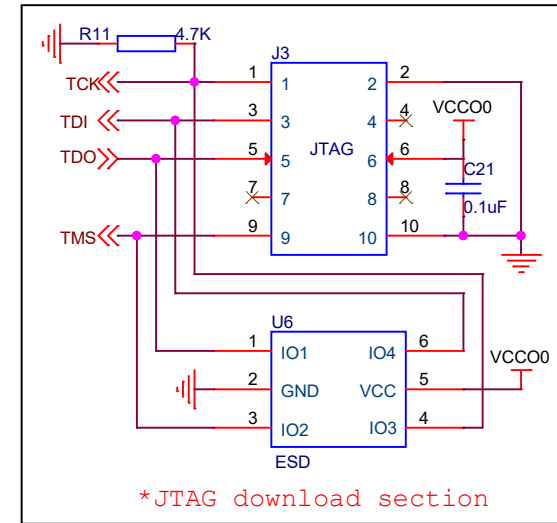 R11 4.7K
J3
TCK 1 1 2 2
VCCO0
TDI 3 3 4 4
TDO 5 5 JTAG 6 6
C21
7 7 8 8
0.1uF
TMS 9 9 10 10
U6
1 IO1 IO4 6
VCCO0
2 GND VCC 5
3 IO2 IO3 4
ESD
*JTAG download section